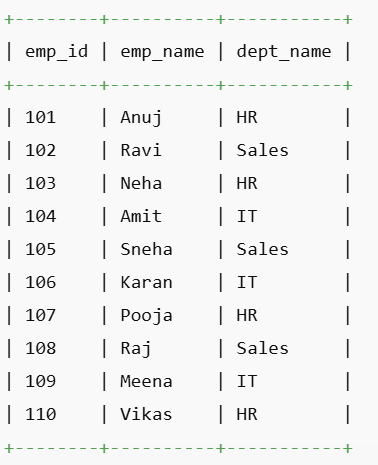 +--------+----------+-----------+
| emp_id | emp_name | dept_name |
+--------+----------+-----------+
| 101    | Anuj     | HR        |
| 102    | Ravi     | Sales     |
| 103    | Neha     | HR        |
| 104    | Amit     | IT        |
| 105    | Sneha    | Sales     |
| 106    | Karan    | IT        |
| 107    | Pooja    | HR        |
| 108    | Raj      | Sales     |
| 109    | Meena    | IT        |
| 110    | Vikas    | HR        |
+--------+----------+-----------+